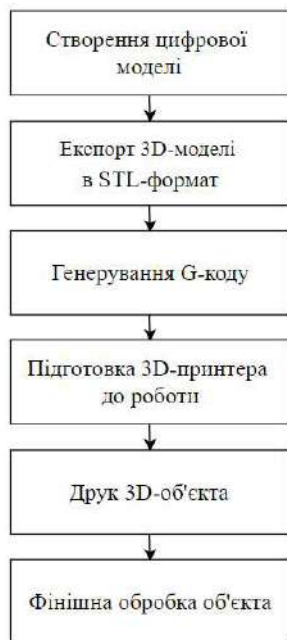 Створення цифрової
моделі
Експорт 3D-моделі
в STL-формат
Генерування G-коду
Підготовка 3D-принтера
до роботи
Друк 3D-об'єкта
Фінішна обробка об'єкта